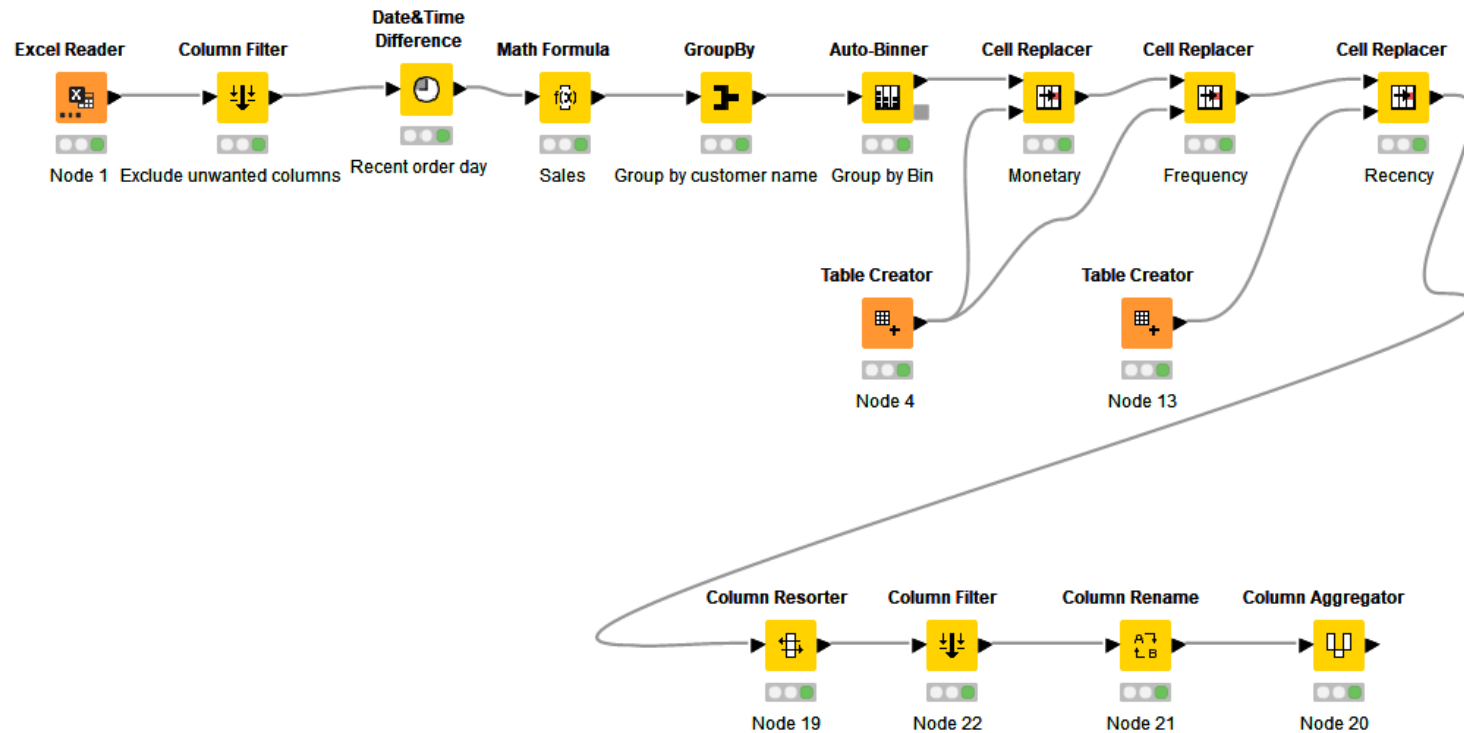 Excel Reader
Node 1
Column Filter
Exclude unwanted columns
Date&Time
Difference
Recent order day
Math Formula
f(x)
Sales
GroupBy
Group by customer name
Auto-Binner
Group by Bin
Cell Replacer
Monetary
Cell Replacer
Frequency
Cell Replacer
Recency
Table Creator
Node 4
Table Creator
Node 13
Column Resorter
Node 19
Column Filter
Node 22
Column Rename
A
B
Node 21
Column Aggregator
Node 20